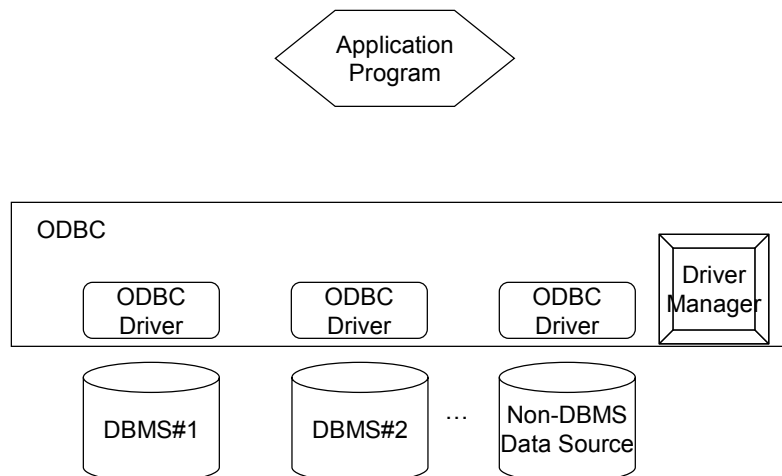 Application
Program
ODBC
ODBC
Driver
ODBC
Driver
ODBC
Driver
Driver
Manager
DBMS#1
DBMS#2
...
Non-DBMS
Data Source